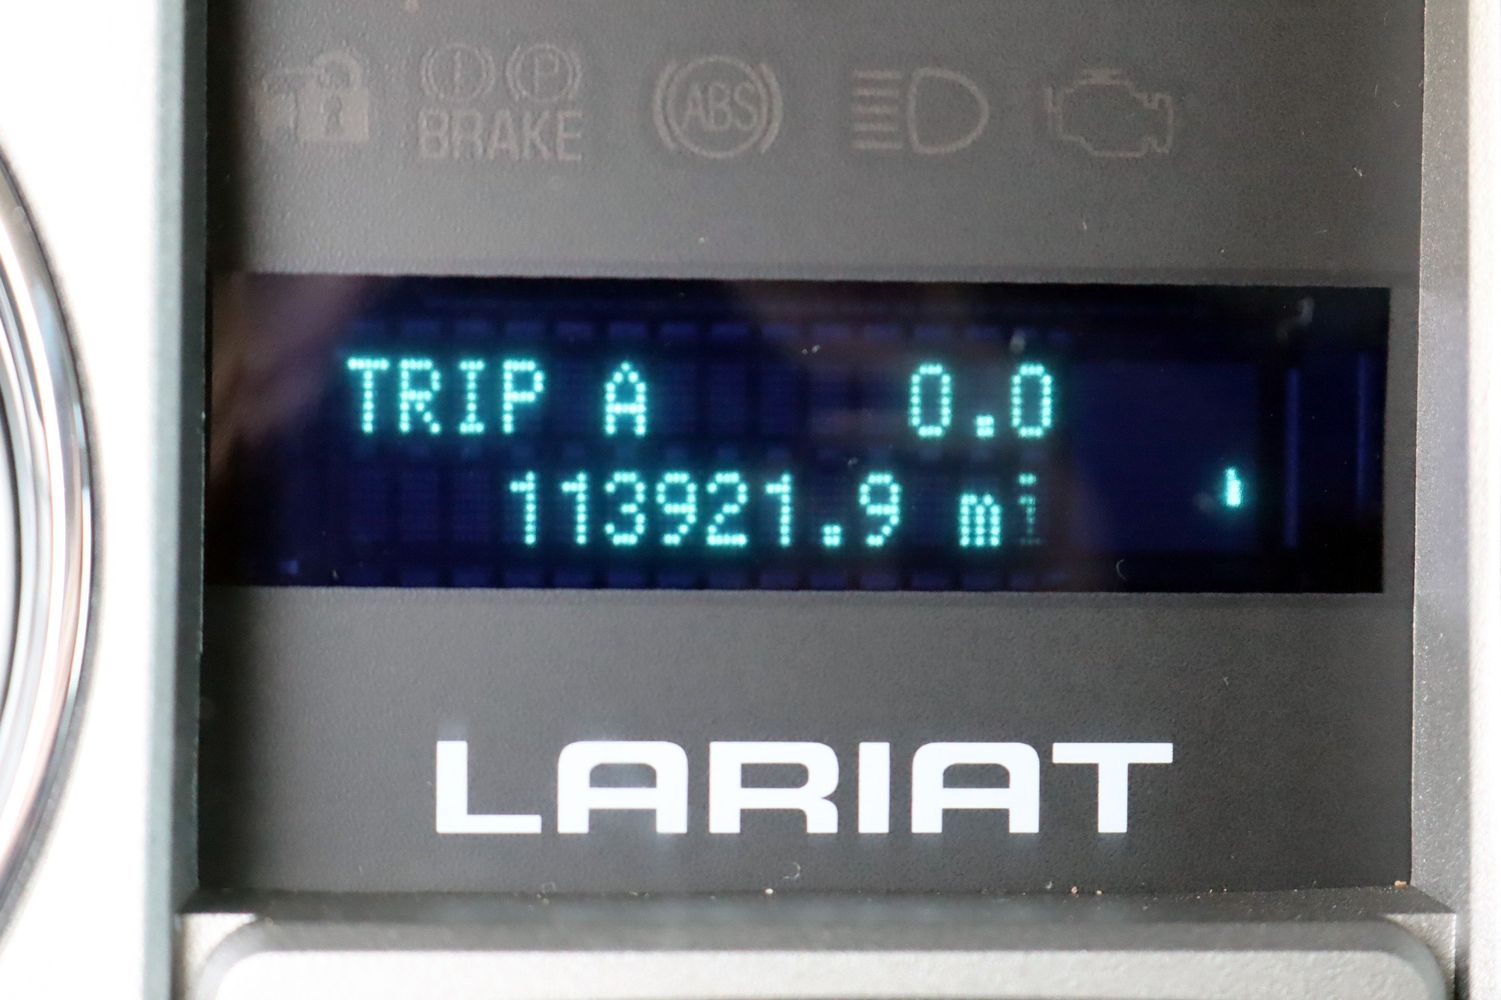 (!) (P)
BRAKE
ABS
TRIP A 0.0
113921.9 mi
LARIAT